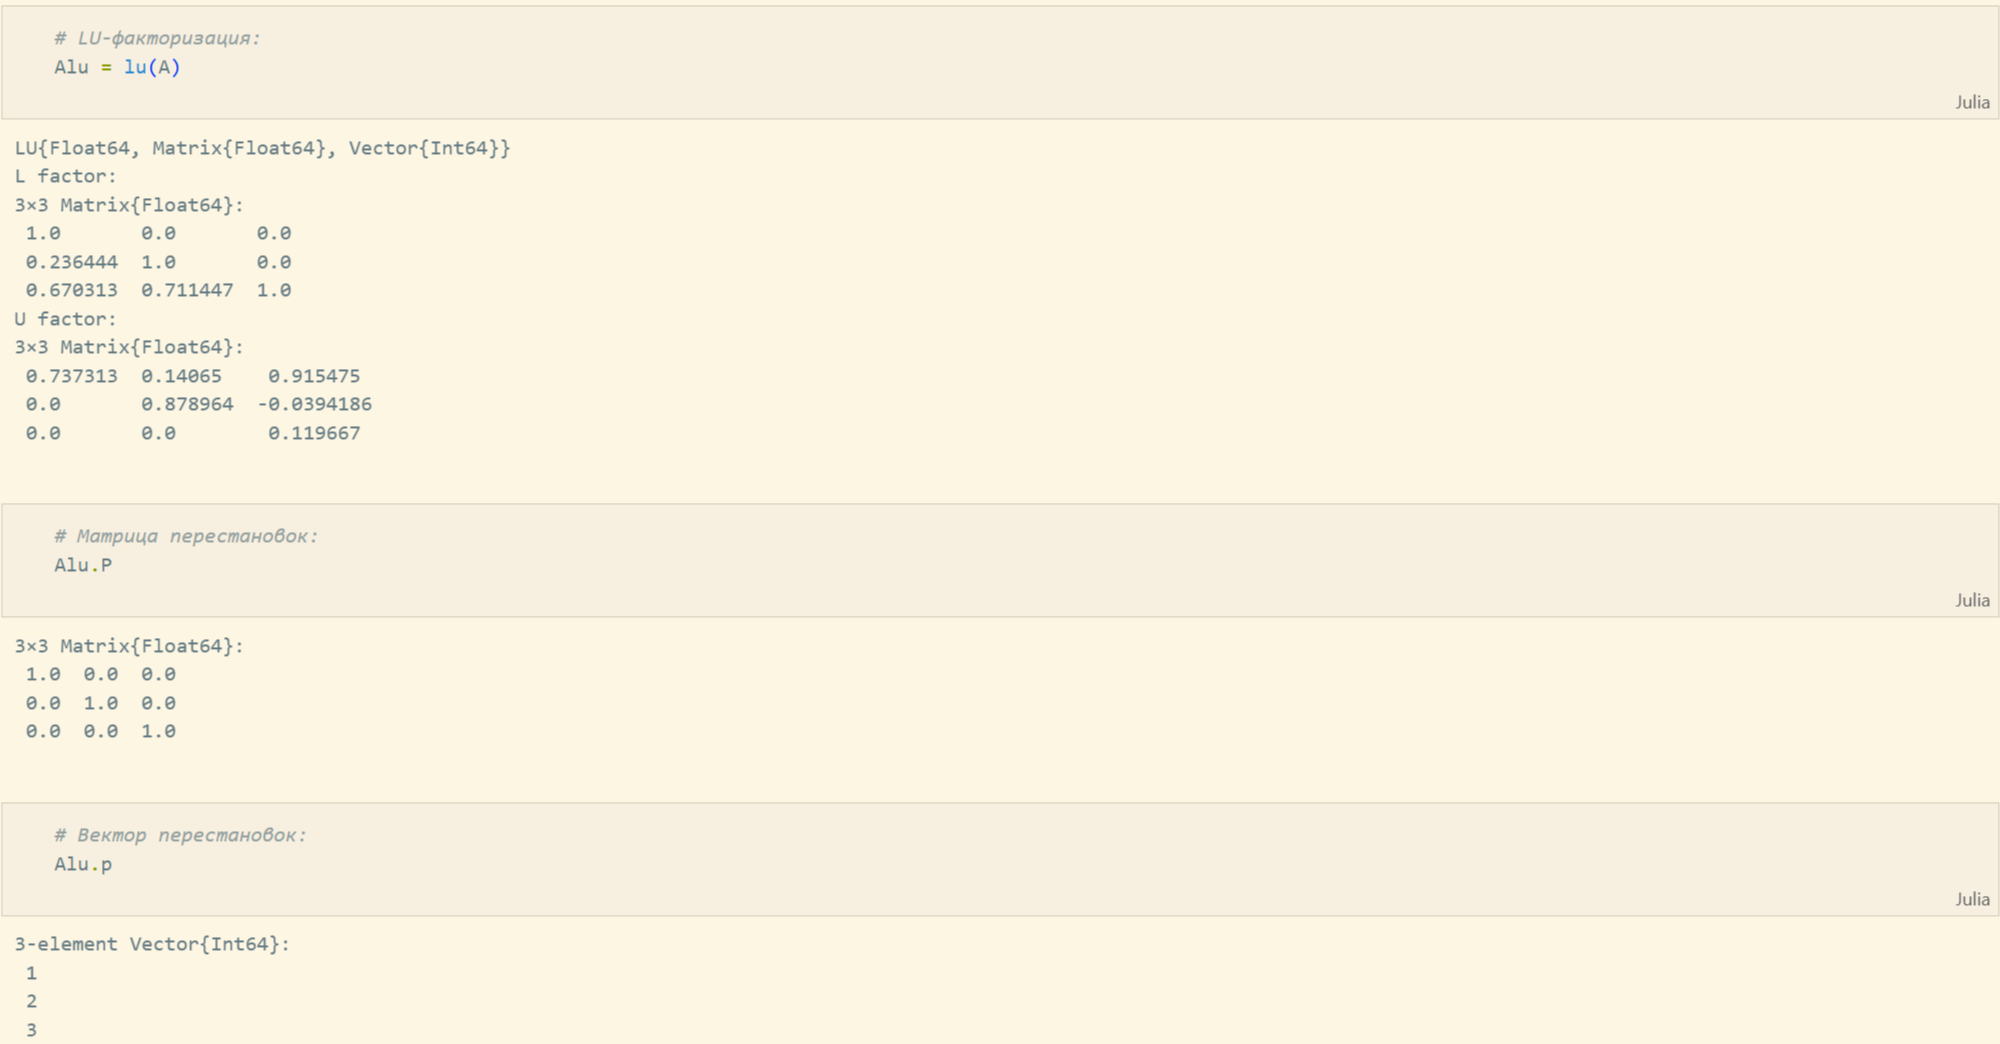 # LU-факторизация:
Alu = lu(A)
Julia
LU{Float64, Matrix{Float64}, Vector{Int64}}
L factor:
3×3 Matrix{Float64}:
1.0 0.0 0.0
0.236444 1.0 0.0
0.670313 0.711447 1.0
U factor:
3×3 Matrix{Float64}:
0.737313 0.14065 0.915475
0.0 0.878964 -0.0394186
0.0 0.0 0.119667
# Матрица перестановок:
Alu.P
Julia
3×3 Matrix{Float64}:
1.0 0.0 0.0
0.0 1.0 0.0
0.0 0.0 1.0
# Вектор перестановок:
Alu.p
Julia
3-element Vector{Int64}:
1
2
3